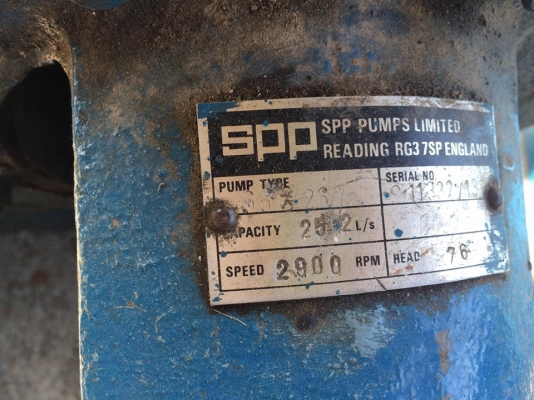 spp SPP PUMPS LIMITED
READING RG3 7SP ENGLAND
PUMP TYPE SERIAL NO.
CAPACITY L/s
SPEED 2900 RPM HEAD 76